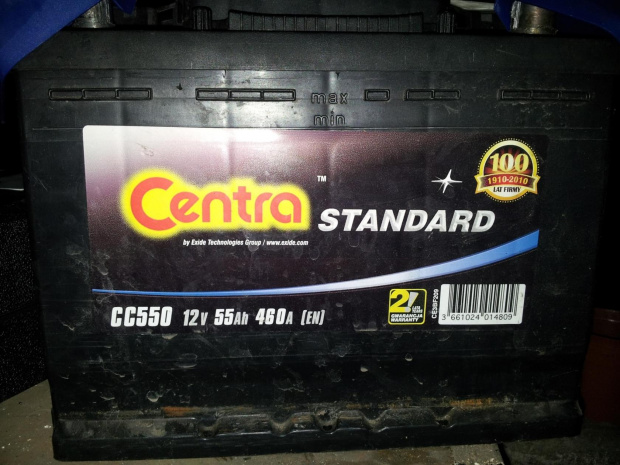 max
min
100
1910-2010
LAT FIRMY
Centra™ STANDARD
by Exide Technologies Group / www.exide.com
CC550 12V 55Ah 460A (EN)
2
GWARANCJA
WARRANTY
3 661024 014809